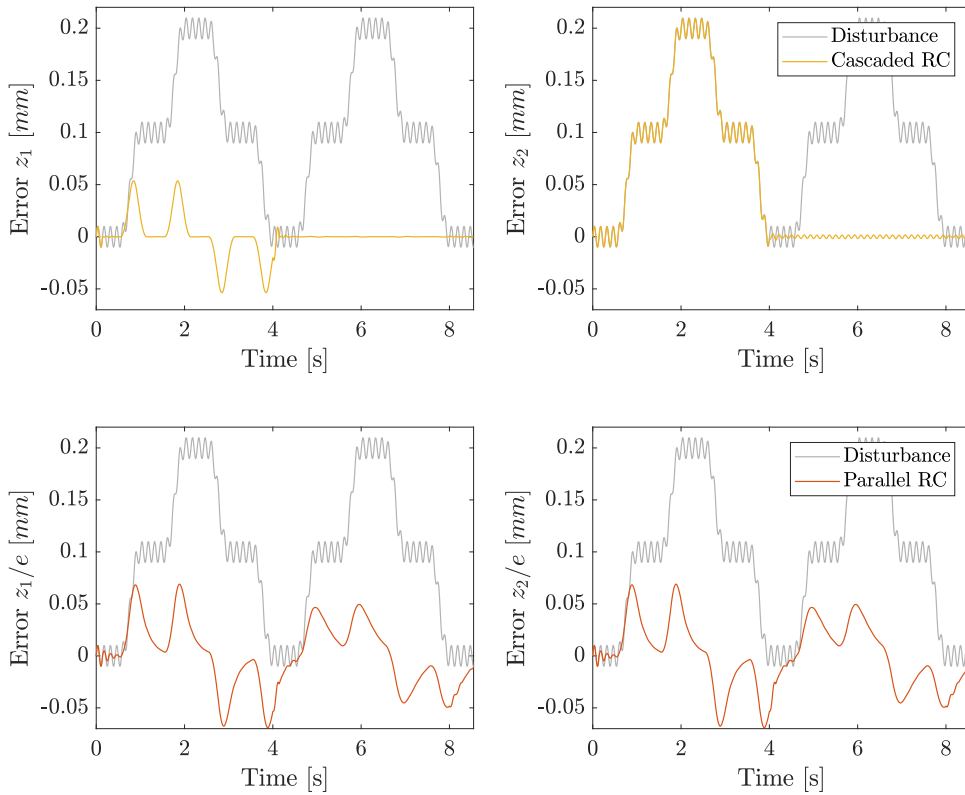 0.2
0.15
0.1
0.05
0
-0.05
Error z₁ [mm]
0 2 4 6 8
Time [s]
0.2
0.15
0.1
0.05
0
-0.05
Error z₂ [mm]
Disturbance
Cascaded RC
0 2 4 6 8
Time [s]
0.2
0.15
0.1
0.05
0
-0.05
Error z₁/e [mm]
0 2 4 6 8
Time [s]
0.2
0.15
0.1
0.05
0
-0.05
Error z₂/e [mm]
Disturbance
Parallel RC
0 2 4 6 8
Time [s]